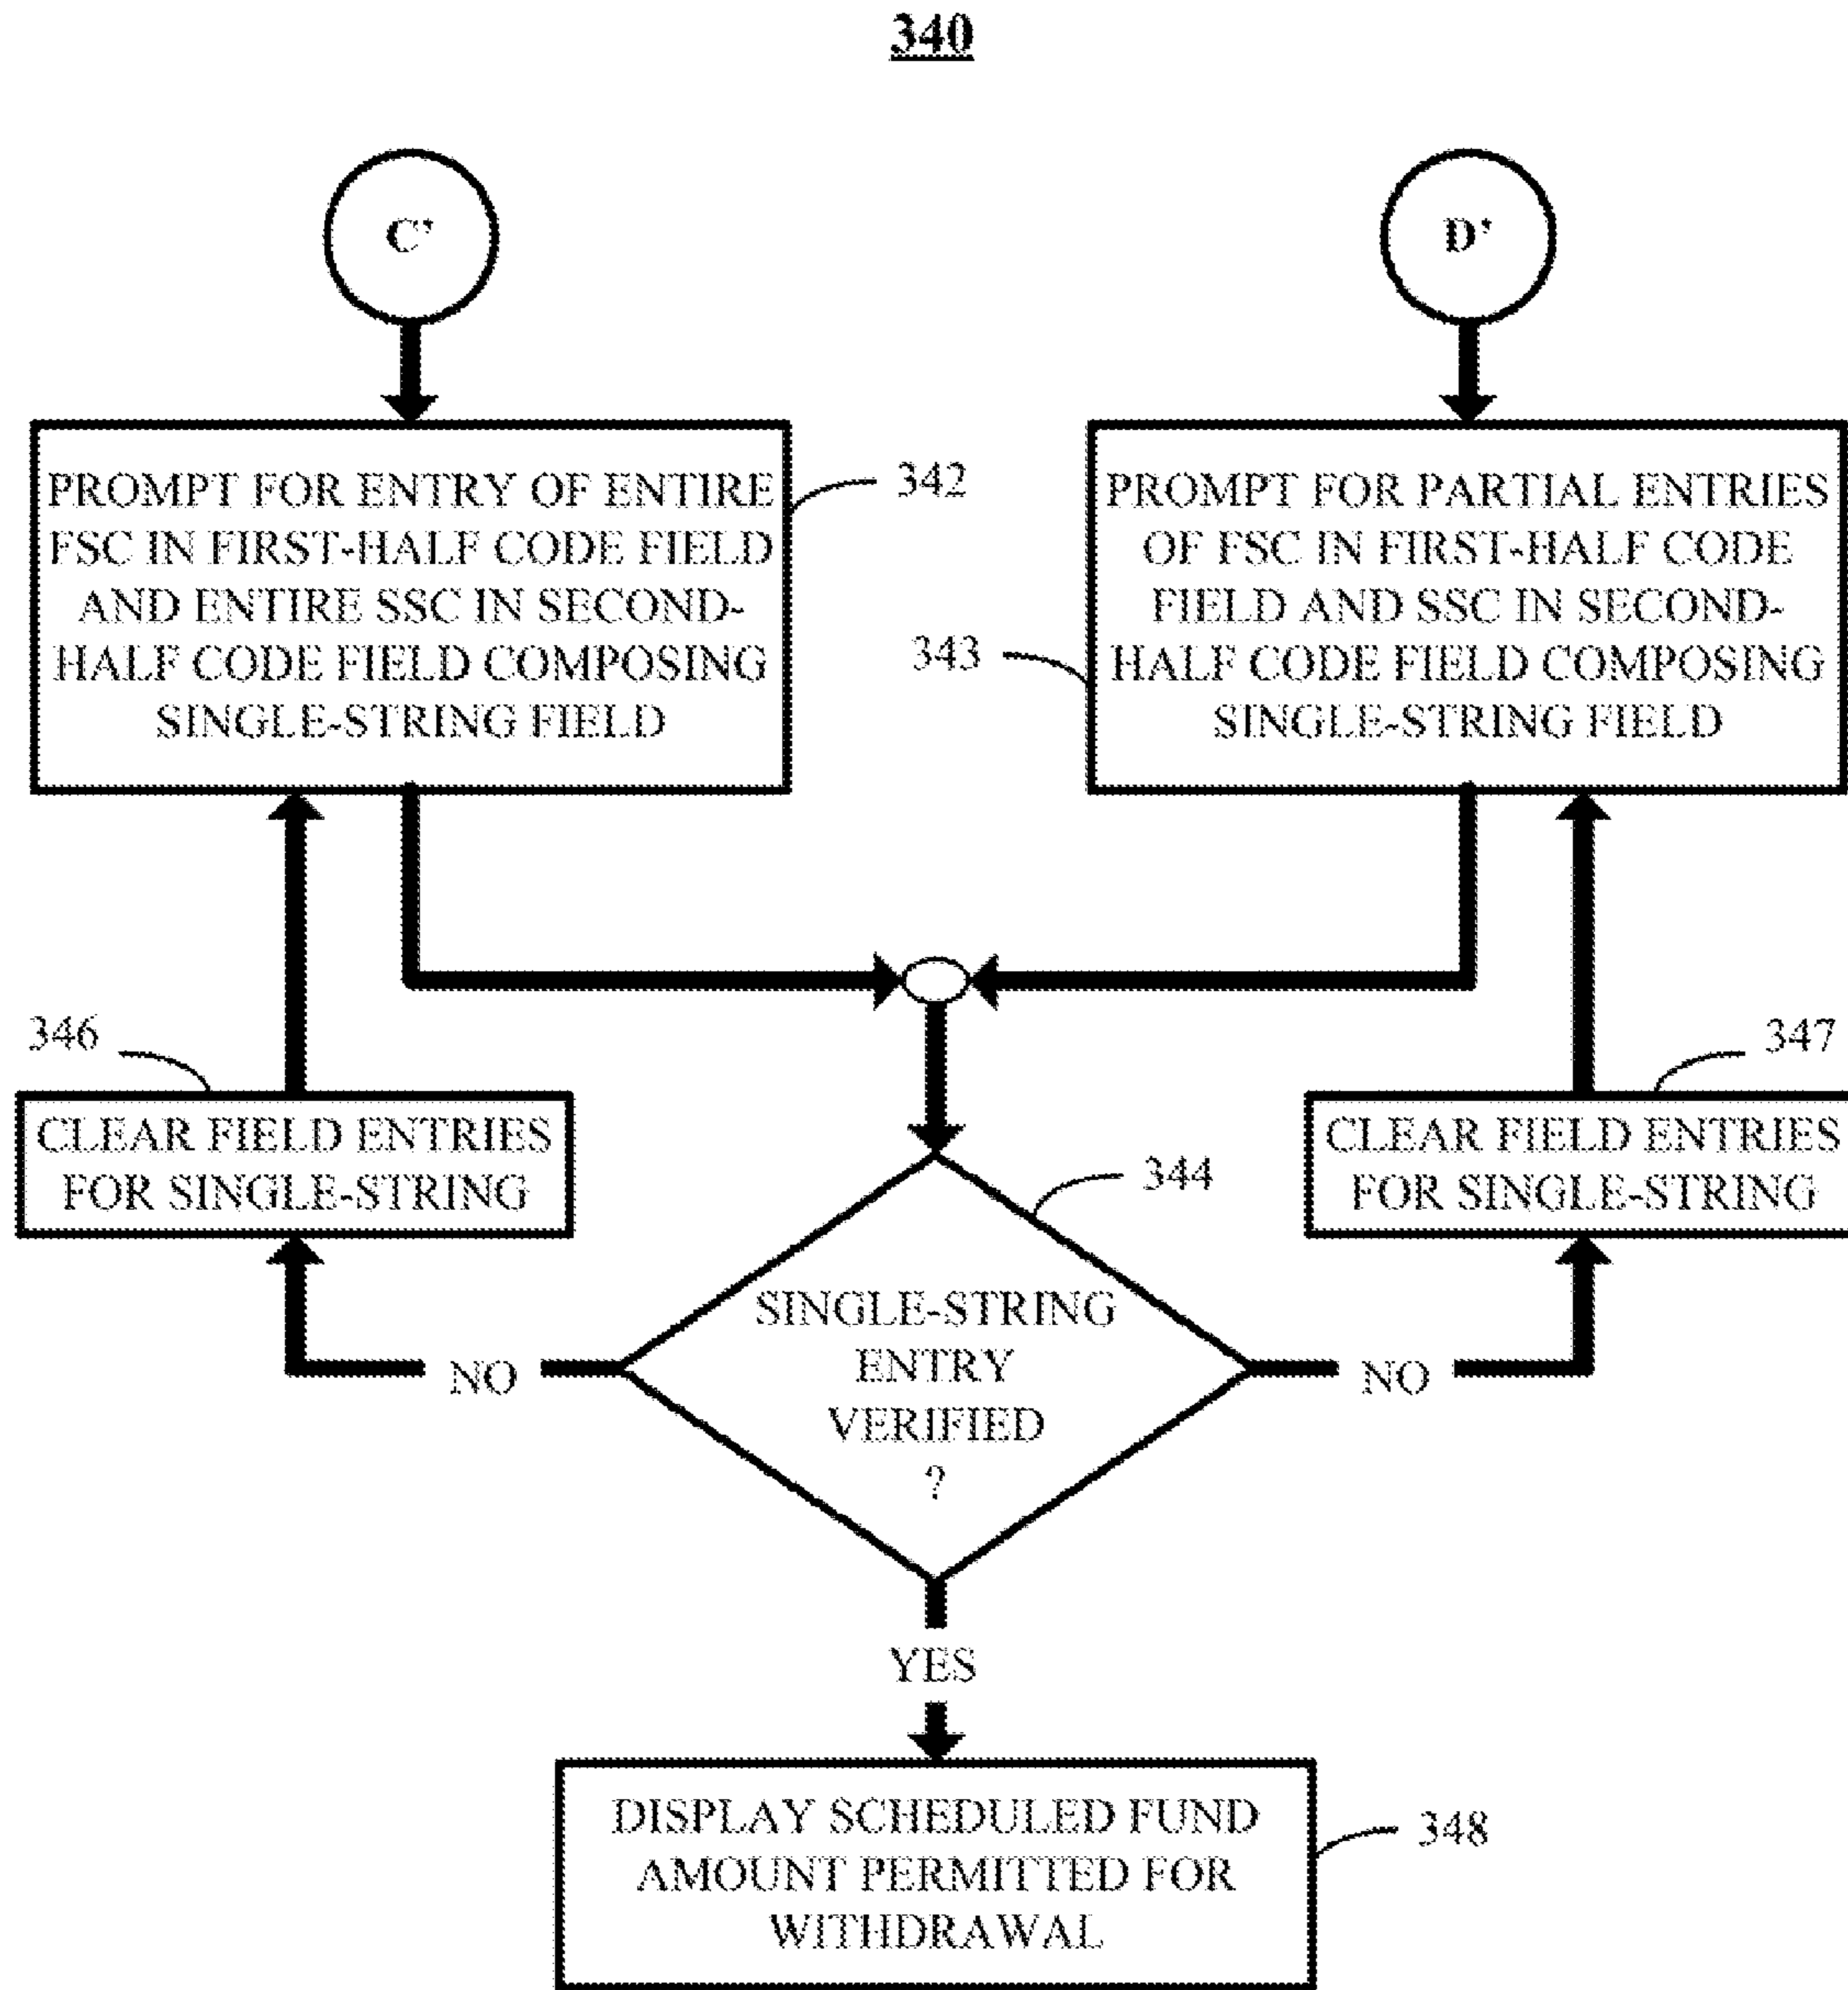 340
C'
D'
PROMPT FOR ENTRY OF ENTIRE
FSC IN FIRST-HALF CODE FIELD
AND ENTIRE SSC IN SECOND-
HALF CODE FIELD COMPOSING
SINGLE-STRING FIELD
342
PROMPT FOR PARTIAL ENTRIES
OF FSC IN FIRST-HALF CODE
FIELD AND SSC IN SECOND-
HALF CODE FIELD COMPOSING
SINGLE-STRING FIELD
343
346
CLEAR FIELD ENTRIES
FOR SINGLE-STRING
347
CLEAR FIELD ENTRIES
FOR SINGLE-STRING
344
SINGLE-STRING
ENTRY
VERIFIED
?
NO
NO
YES
DISPLAY SCHEDULED FUND
AMOUNT PERMITTED FOR
WITHDRAWAL
348